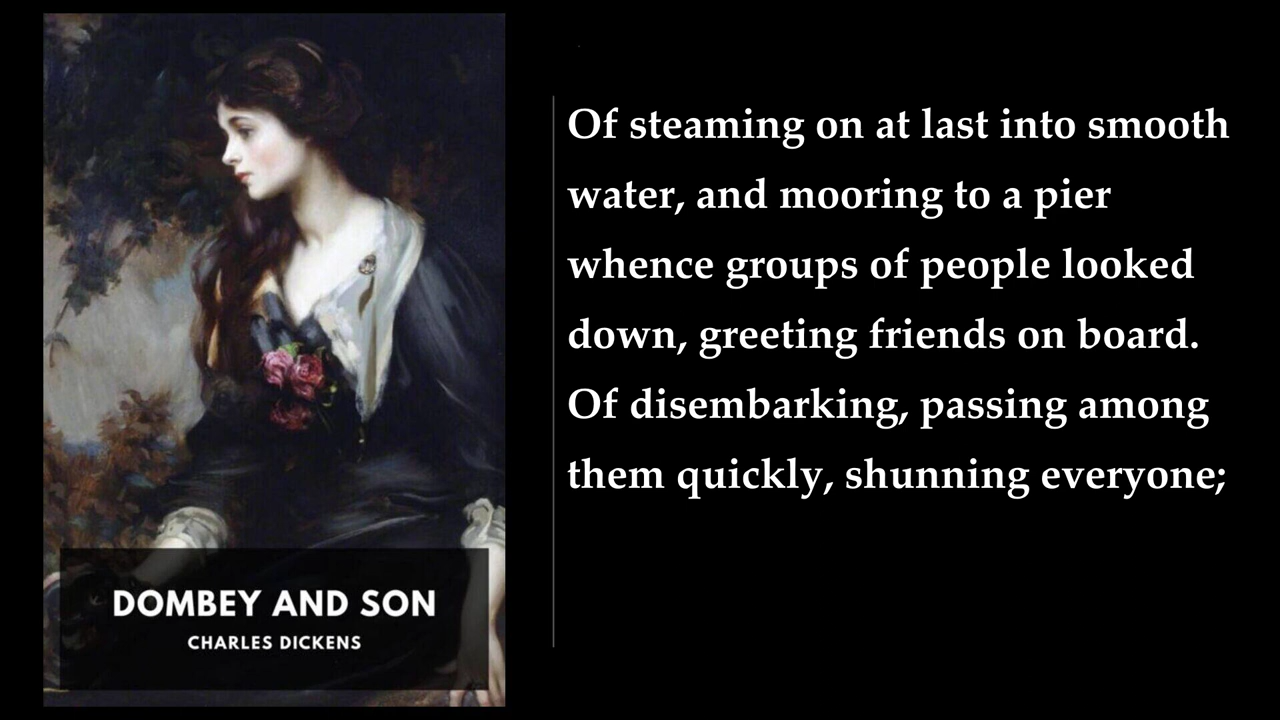 DOMBEY AND SON
CHARLES DICKENS
Of steaming on at last into smooth
water, and mooring to a pier
whence groups of people looked
down, greeting friends on board.
Of disembarking, passing among
them quickly, shunning everyone;